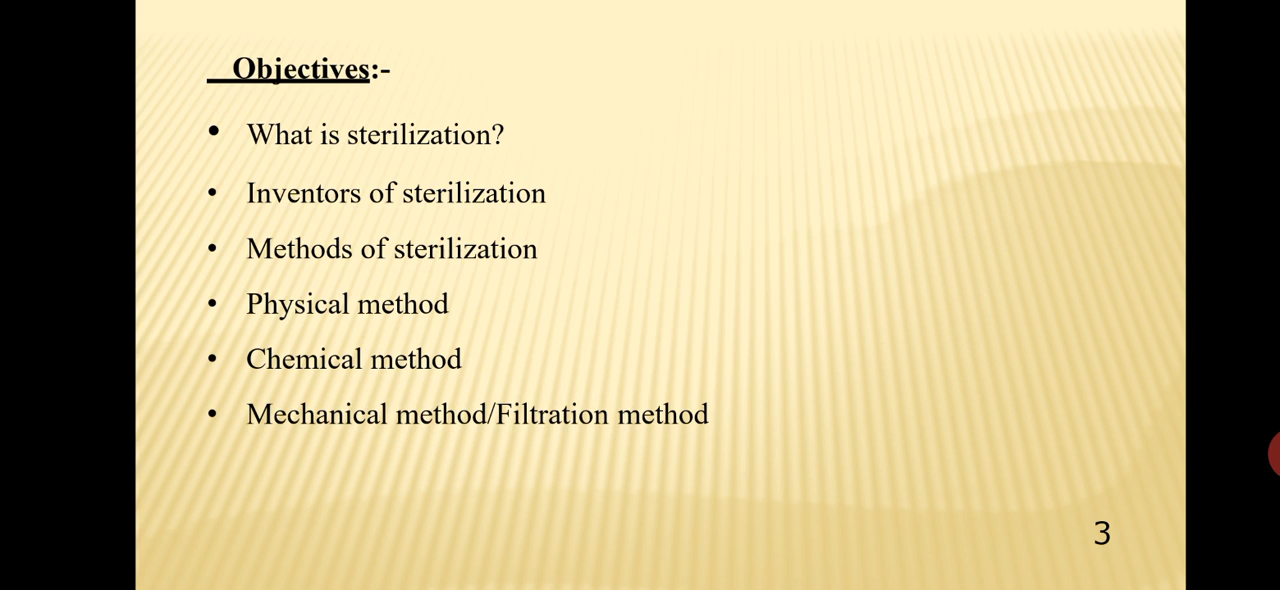 Objectives:-
• What is sterilization?
• Inventors of sterilization
• Methods of sterilization
• Physical method
• Chemical method
• Mechanical method/Filtration method
3